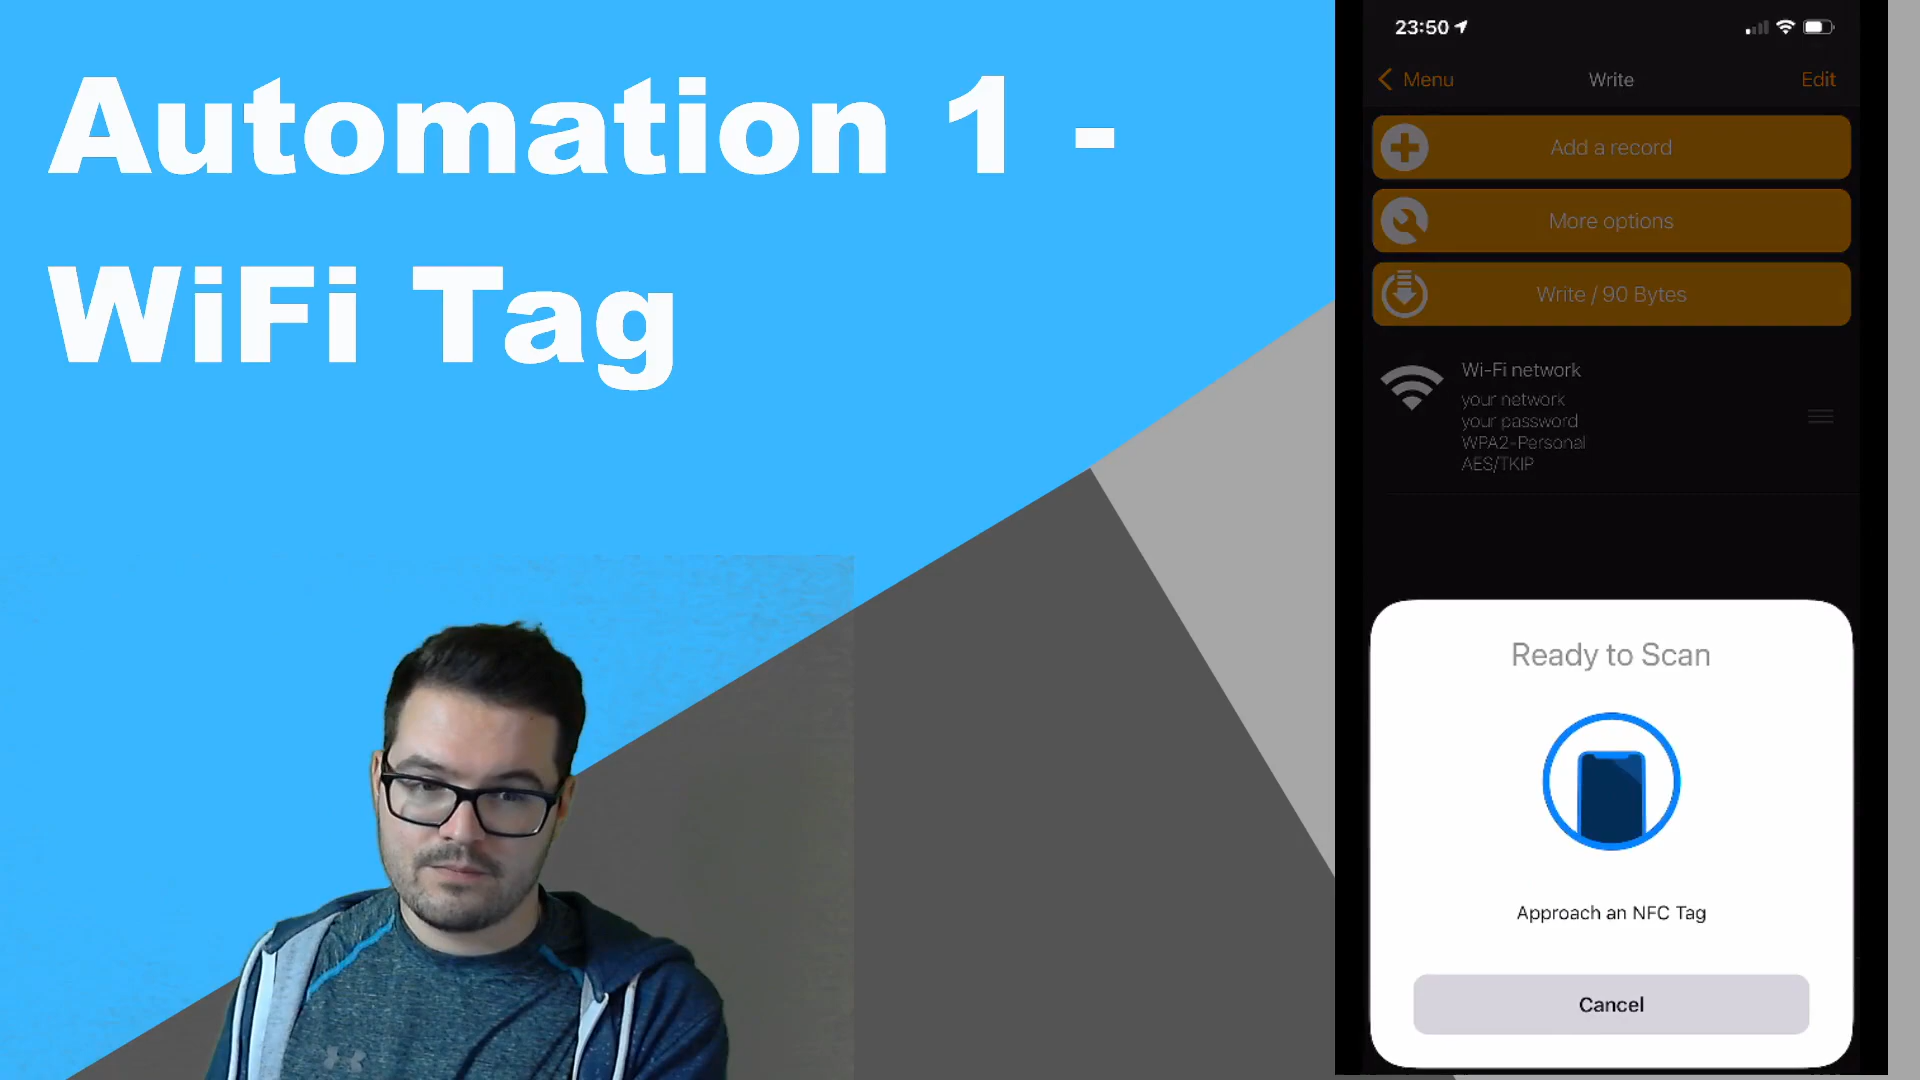 Automation 1 -
WiFi Tag
23:50
Menu
Write
Edit
Add a record
More options
Write / 90 Bytes
Wi-Fi network
your network
your password
WPA2-Personal
AES/TKIP
Ready to Scan
Approach an NFC Tag
Cancel